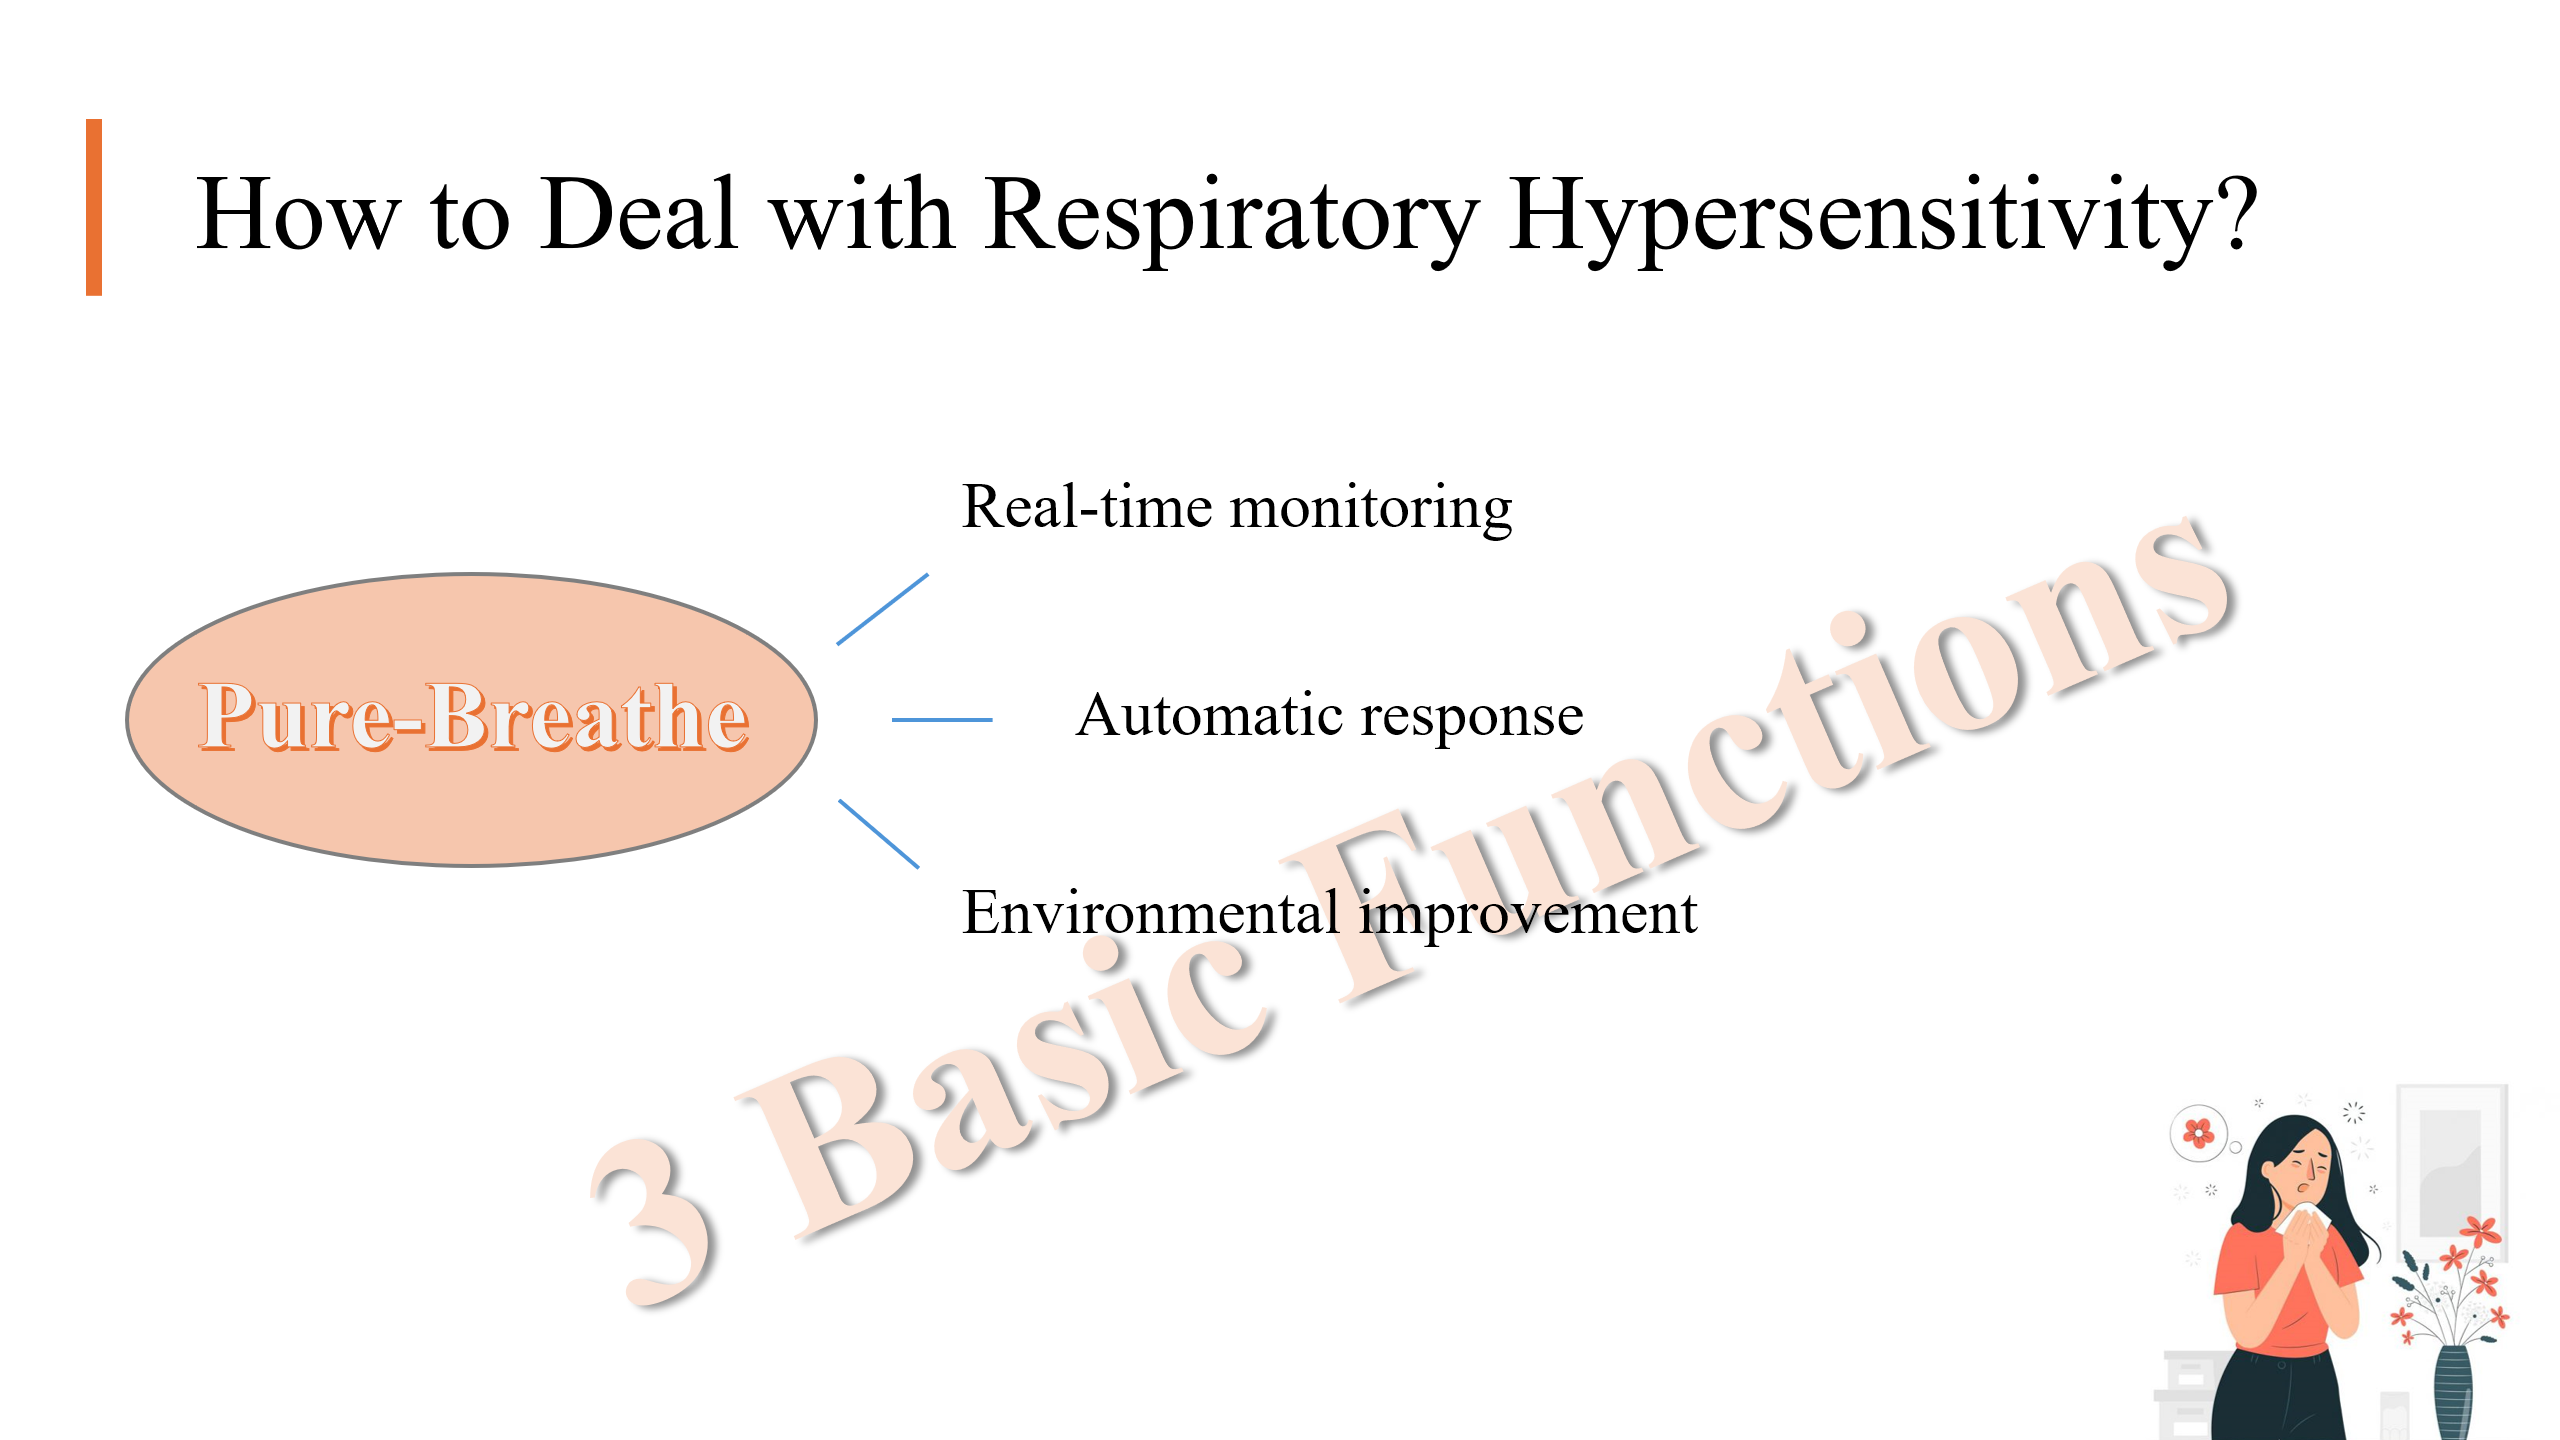 How to Deal with Respiratory Hypersensitivity?
Real-time monitoring
Pure-Breathe
Automatic response
Environmental improvement
3 Basic Functions